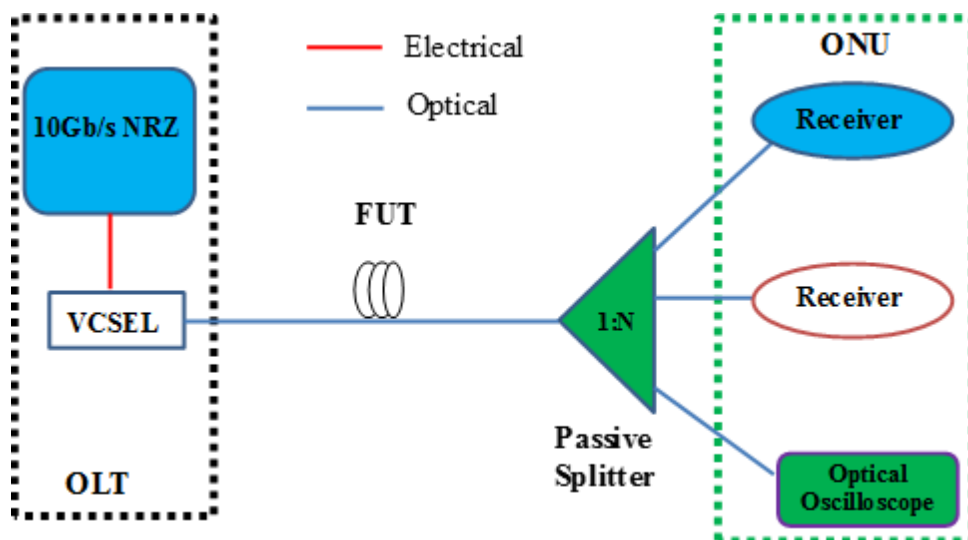 10Gb/s NRZ
VCSEL
OLT
Electrical
Optical
FUT
1:N
Passive
Splitter
ONU
Receiver
Receiver
Optical
Oscilloscope